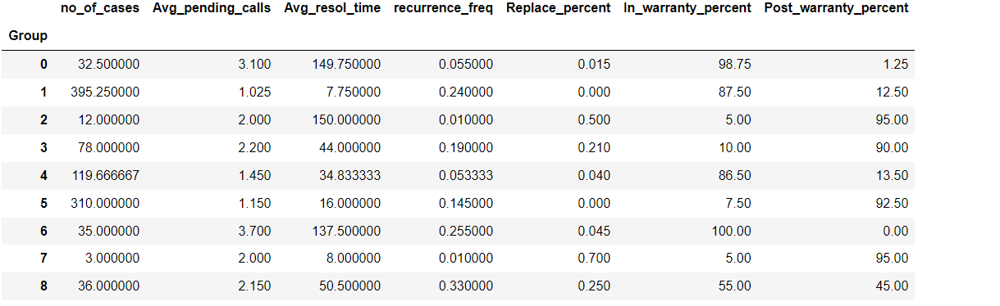 no_of_cases Avg_pending_calls Avg_resol_time recurrence_freq Replace_percent In_warranty_percent Post_warranty_percent
Group
0 32.500000 3.100 149.750000 0.055000 0.015 98.75 1.25
1 395.250000 1.025 7.750000 0.240000 0.000 87.50 12.50
2 12.000000 2.000 150.000000 0.010000 0.500 5.00 95.00
3 78.000000 2.200 44.000000 0.190000 0.210 10.00 90.00
4 119.666667 1.450 34.833333 0.053333 0.040 86.50 13.50
5 310.000000 1.150 16.000000 0.145000 0.000 7.50 92.50
6 35.000000 3.700 137.500000 0.255000 0.045 100.00 0.00
7 3.000000 2.000 8.000000 0.010000 0.700 5.00 95.00
8 36.000000 2.150 50.500000 0.330000 0.250 55.00 45.00